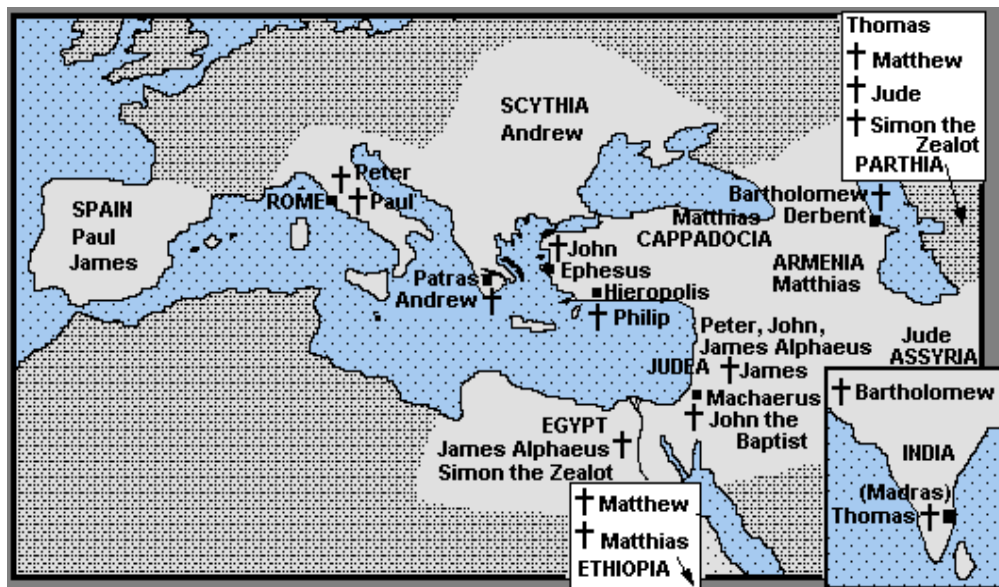 Thomas
Matthew
Jude
Simon the
Zealot
PARTHIA
SCYTHIA
Andrew
Peter
ROME
Paul
SPAIN
Paul
James
Bartholomew
Derbent
Matthias
CAPPADOCIA
John
Ephesus
Patras
Andrew
Hieropolis
Philip
ARMENIA
Matthias
Peter, John,
James Alphaeus
JUDEA
James
Jude
ASSYRIA
Machaerus
John the
Baptist
EGYPT
James Alphaeus
Simon the Zealot
Matthew
Matthias
ETHIOPIA
Bartholomew
INDIA
(Madras)
Thomas